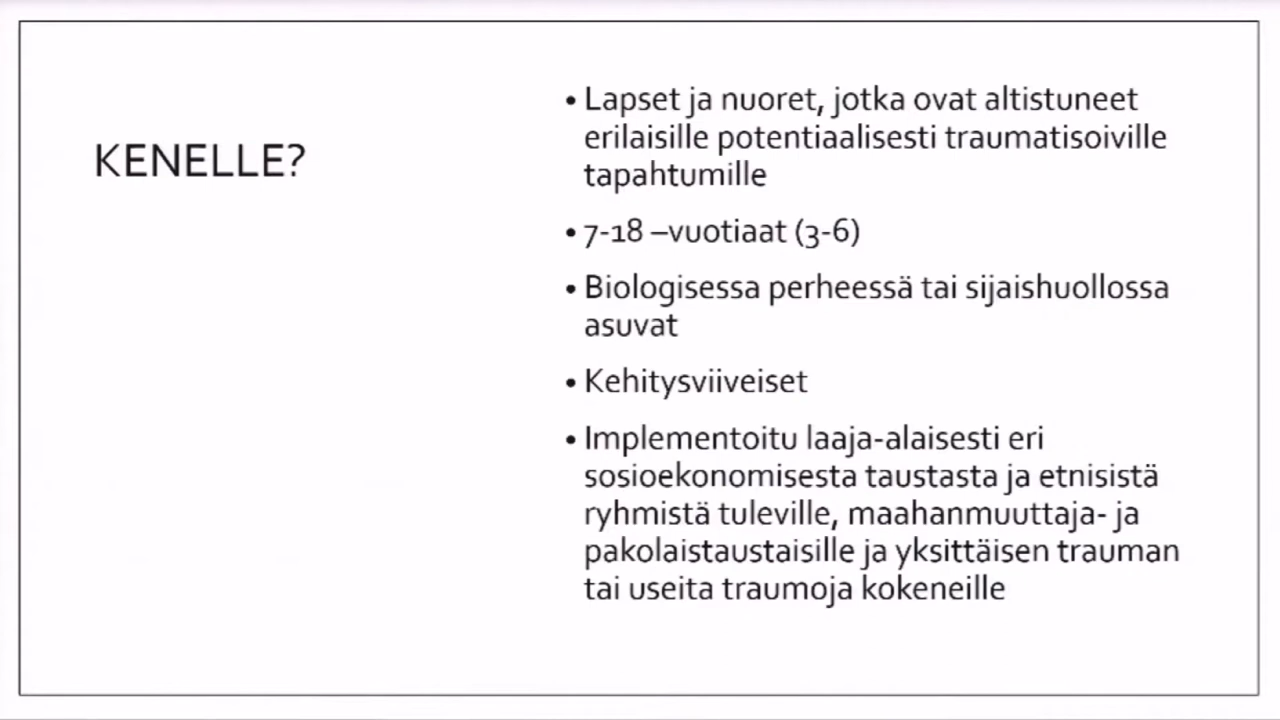 KENELLE?
• Lapset ja nuoret, jotka ovat altistuneet
erilaisille potentiaalisesti traumatisoiville
tapahtumille
• 7-18 –vuotiaat (3-6)
• Biologisessa perheessä tai sijaishuollossa
asuvat
• Kehitysviiveiset
• Implementoitu laaja-alaisesti eri
sosioekonomisesta taustasta ja etnisistä
ryhmistä tuleville, maahanmuuttaja- ja
pakolaistaustaisille ja yksittäisen trauman
tai useita traumoja kokeneille